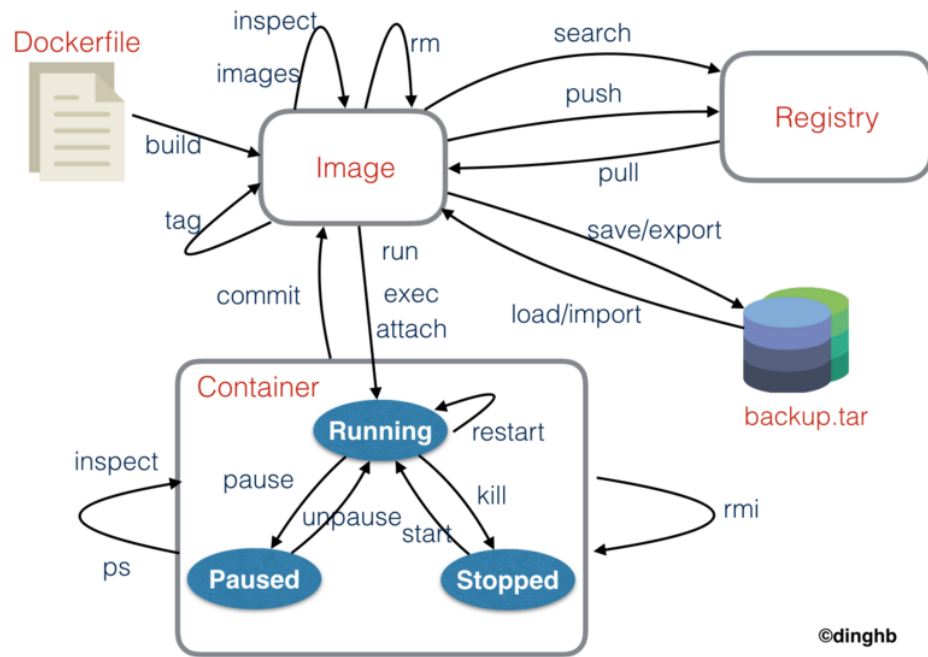 inspect
Dockerfile
rm
search
images
push
Registry
build
Image
pull
tag
save/export
run
commit
exec
load/import
attach
Container
backup.tar
Running
restart
inspect
pause
kill
rmi
unpause
start
ps
Paused
Stopped
©dinghb